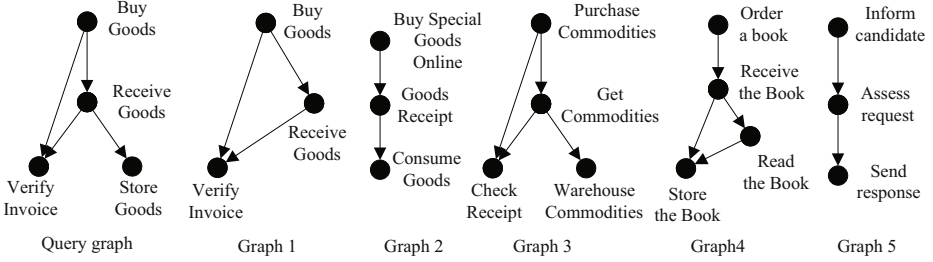 Buy
Goods
Receive
Goods
Verify
Invoice
Store
Goods
Query graph
Buy
Goods
Receive
Goods
Verify
Invoice
Graph 1
Buy Special
Goods
Online
Goods
Receipt
Consume
Goods
Graph 2
Purchase
Commodities
Get
Commodities
Check
Receipt
Warehouse
Commodities
Graph 3
Order
a book
Receive
the Book
Read
the Book
Store
the Book
Graph4
Inform
candidate
Assess
request
Send
response
Graph 5